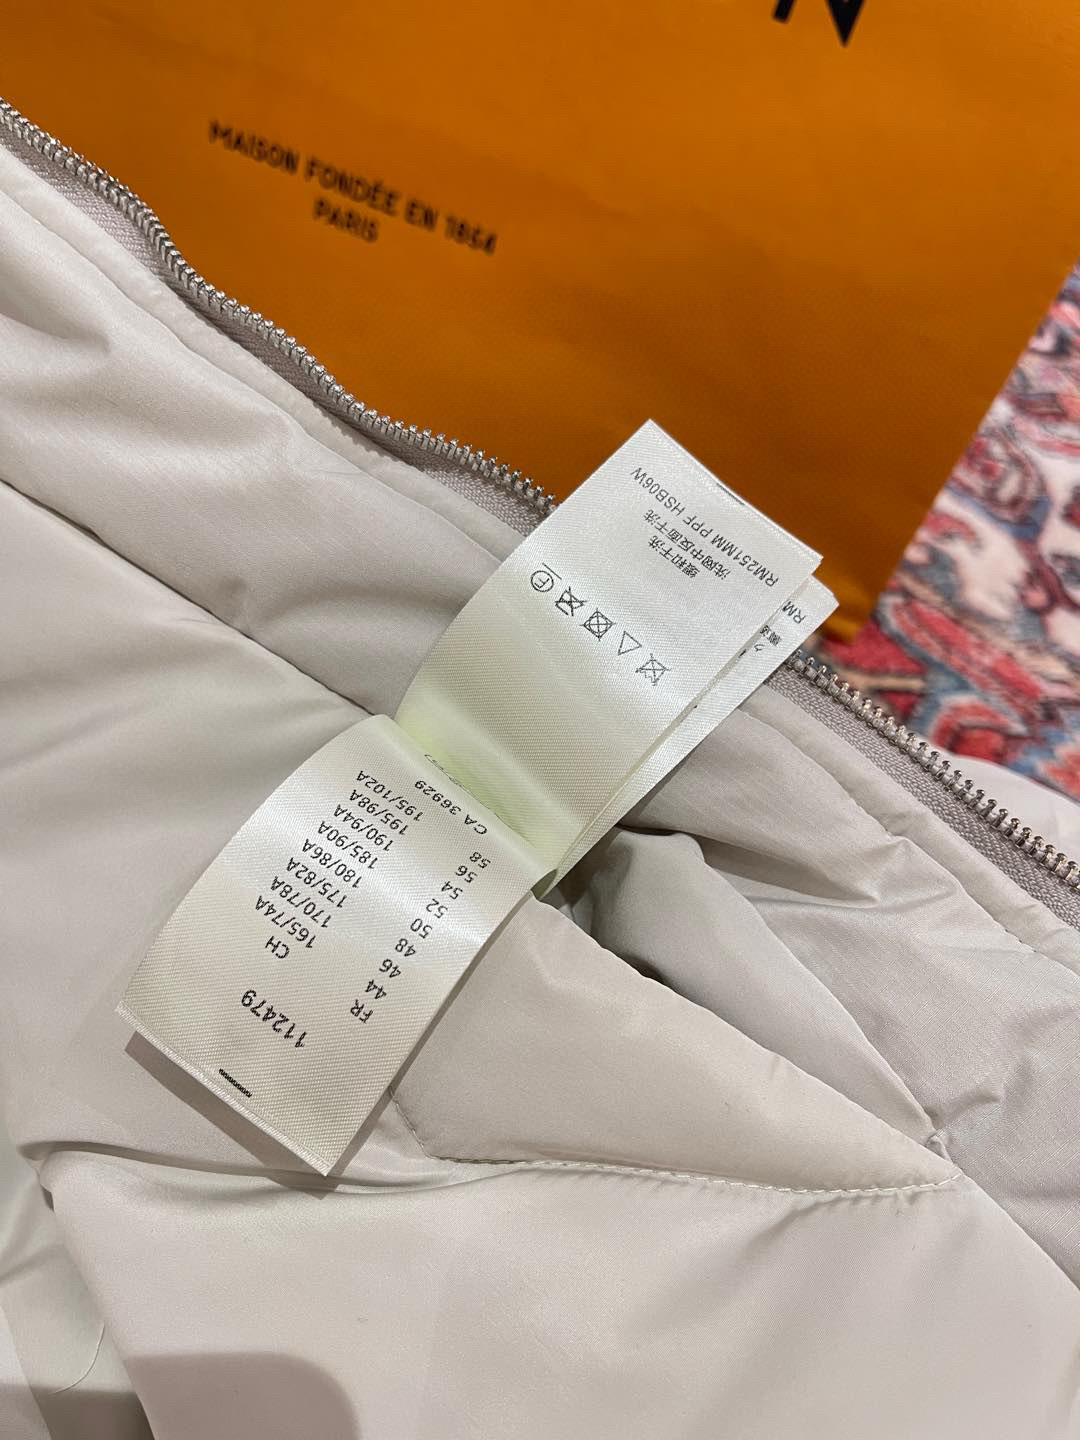 N
MAISON FONDÉE EN 1854
PARIS
RM251MM PPF HSB06W
洗网中反面干洗
缓和干洗
F
RM
112479
FR CH
44 165/74A
46 170/78A
48 175/82A
50 180/86A
52 185/90A
54 190/94A
56 195/98A
58 195/102A
CA 36929